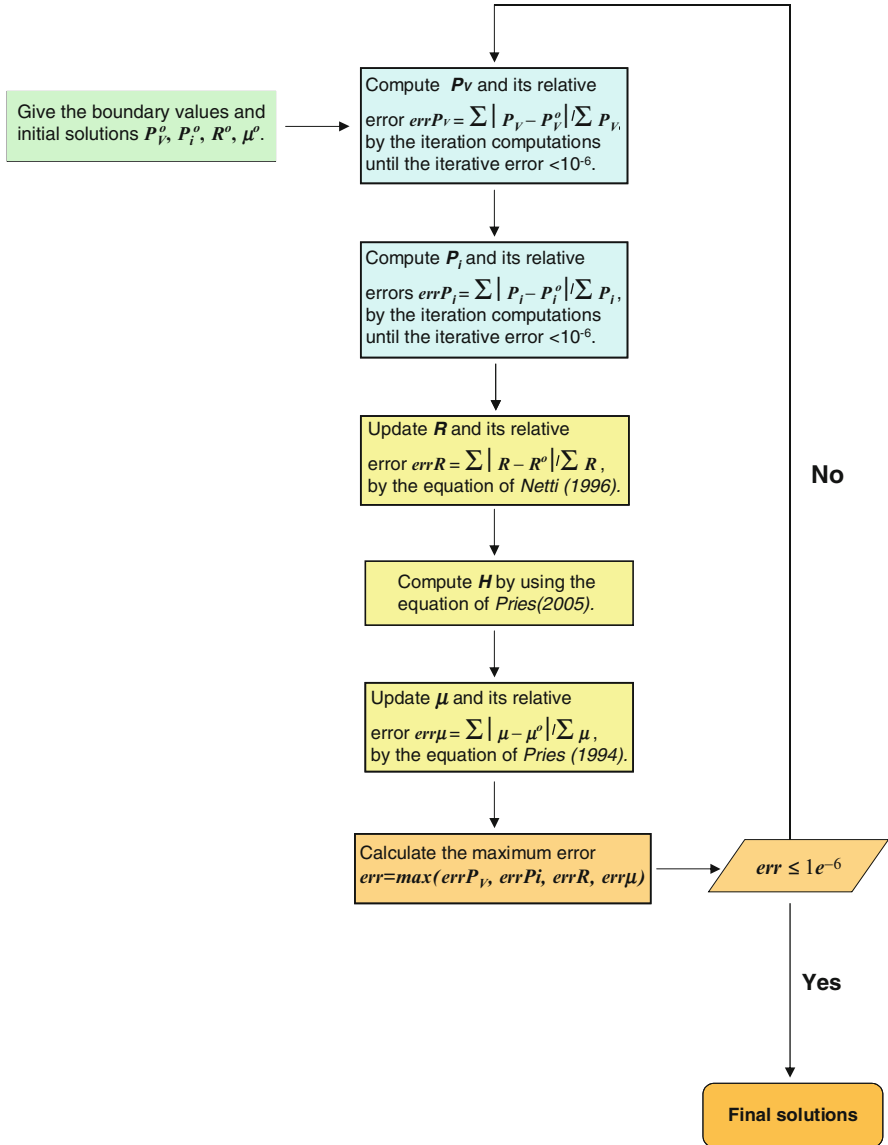 Give the boundary values and
initial solutions P_V^o, P_i^o, R^o, μ^o.
Compute P_V and its relative
error errP_V = ∑ | P_V – P_V^o | / ∑ P_V,
by the iteration computations
until the iterative error <10^-6.
Compute P_i and its relative
errors errP_i = ∑ | P_i – P_i^o | / ∑ P_i,
by the iteration computations
until the iterative error <10^-6.
Update R and its relative
error errR = ∑ | R – R^o | / ∑ R ,
by the equation of Netti (1996).
Compute H by using the
equation of Pries(2005).
Update μ and its relative
error errμ = ∑ | μ – μ^o | / ∑ μ ,
by the equation of Pries (1994).
Calculate the maximum error
err=max(errP_V, errPi, errR, errμ)
err ≤ 1e^–6
No
Yes
Final solutions